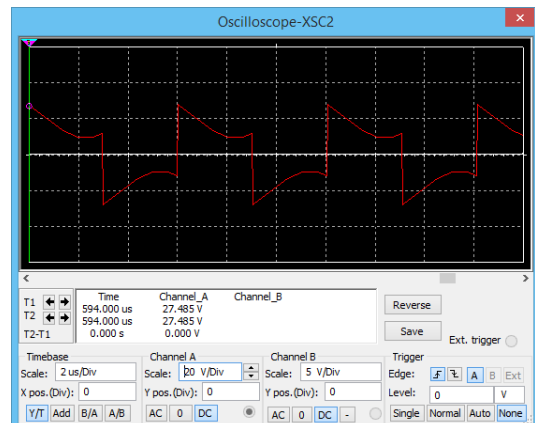 Oscilloscope-XSC2
×
T1
T2
T2-T1
Time Channel_A Channel_B
594.000 us 27.485 V
594.000 us 27.485 V
0.000 s 0.000 V
Reverse
Save
Ext. trigger
Timebase
Scale: 2 us/Div
X pos.(Div): 0
Y/T Add B/A A/B
Channel A
Scale: 20 V/Div
Y pos.(Div): 0
AC 0 DC
Channel B
Scale: 5 V/Div
Y pos.(Div): 0
AC 0 DC -
Trigger
Edge: A B Ext
Level: 0 V
Single Normal Auto None